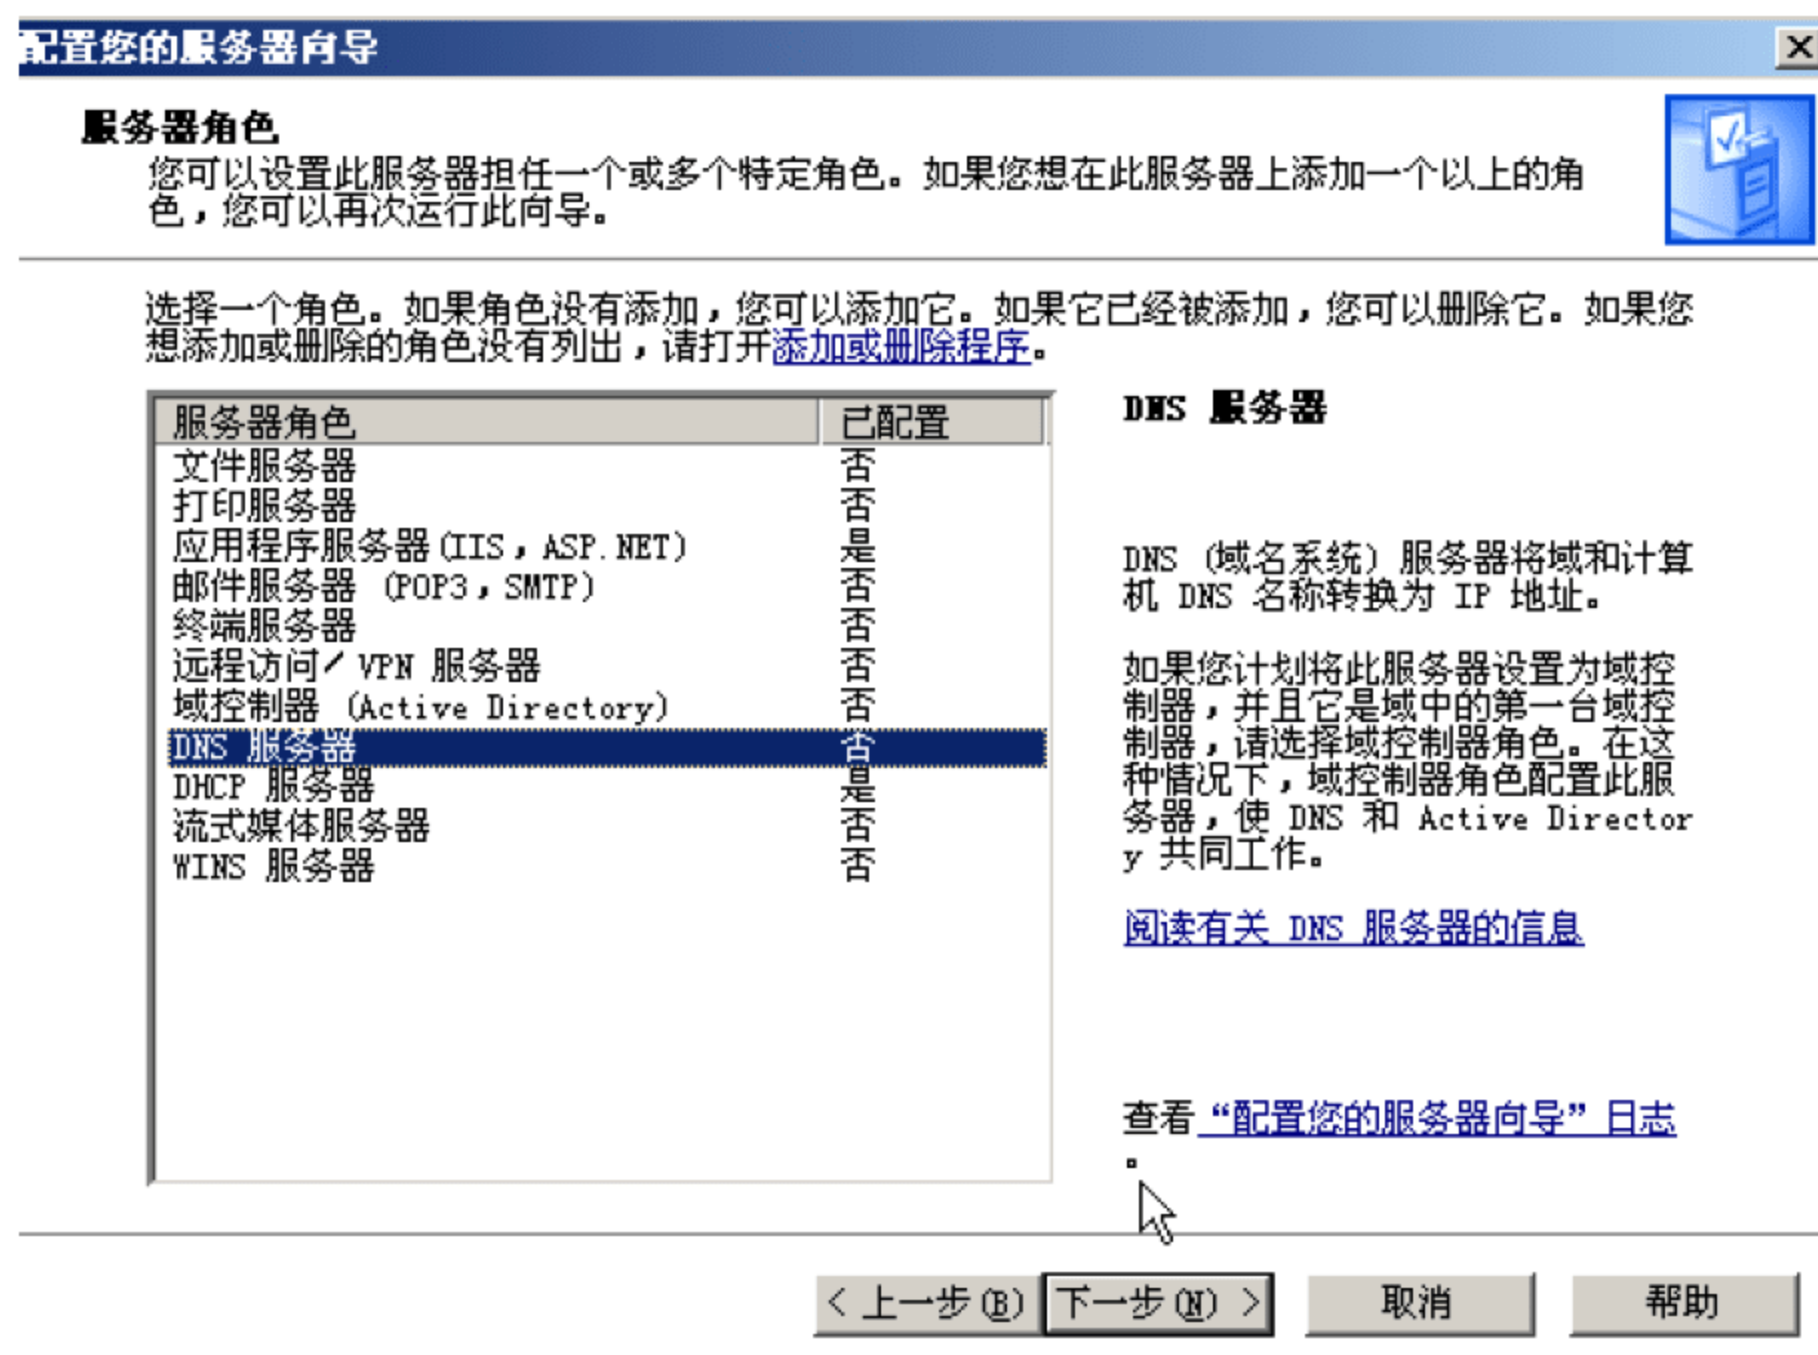 配置您的服务器向导
服务器角色
您可以设置此服务器担任一个或多个特定角色。如果您想在此服务器上添加一个以上的角
色，您可以再次运行此向导。
选择一个角色。如果角色没有添加，您可以添加它。如果它已经被添加，您可以删除它。如果您
想添加或删除的角色没有列出，请打开添加或删除程序。
服务器角色 已配置
文件服务器 否
打印服务器 否
应用程序服务器(IIS，ASP.NET) 是
邮件服务器 (POP3，SMTP) 否
终端服务器 否
远程访问/VPN 服务器 否
域控制器 (Active Directory) 否
DNS 服务器 否
DHCP 服务器 是
流式媒体服务器 否
WINS 服务器 否
DNS 服务器
DNS (域名系统) 服务器将域和计算
机 DNS 名称转换为 IP 地址。
如果您计划将此服务器设置为域控
制器，并且它是域中的第一台域控
制器，请选择域控制器角色。在这
种情况下，域控制器角色配置此服
务器，使 DNS 和 Active Director
y 共同工作。
阅读有关 DNS 服务器的信息
查看“配置您的服务器向导”日志
。
< 上一步(B) 下一步(N) > 取消 帮助